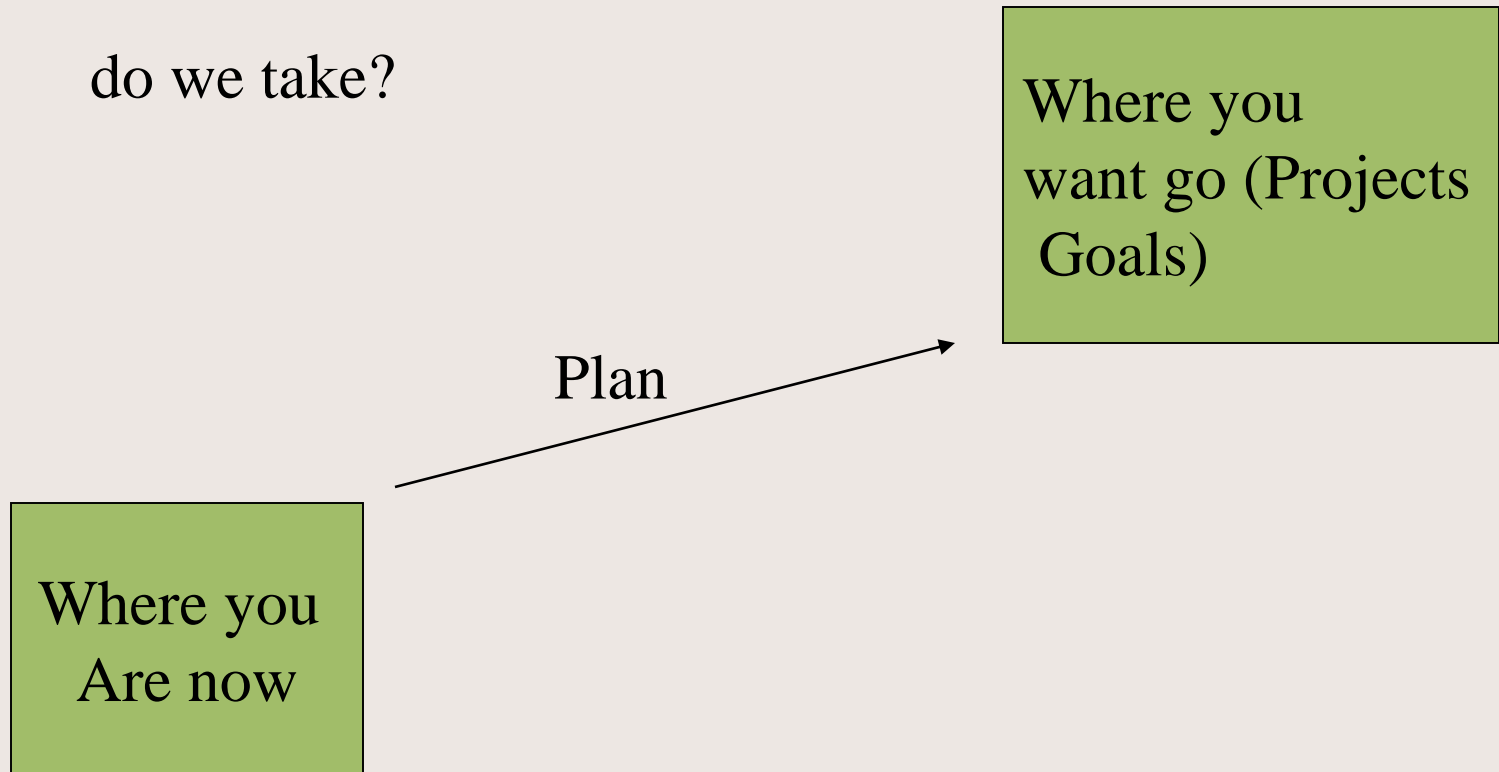 do we take?
Where you
want go (Projects
Goals)
Plan
Where you
Are now